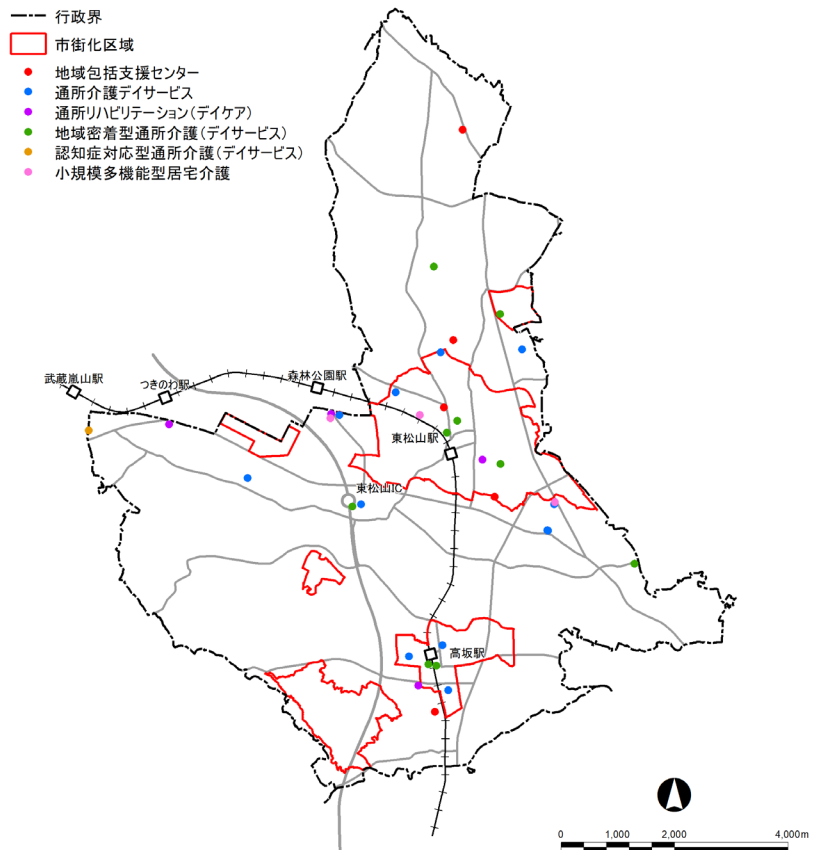 行政界
市街化区域
地域包括支援センター
通所介護デイサービス
通所リハビリテーション(デイケア)
地域密着型通所介護(デイサービス)
認知症対応型通所介護(デイサービス)
小規模多機能型居宅介護
武蔵嵐山駅
つきのわ駅
森林公園駅
東松山駅
東松山IC
高坂駅
0 1,000 2,000 4,000m